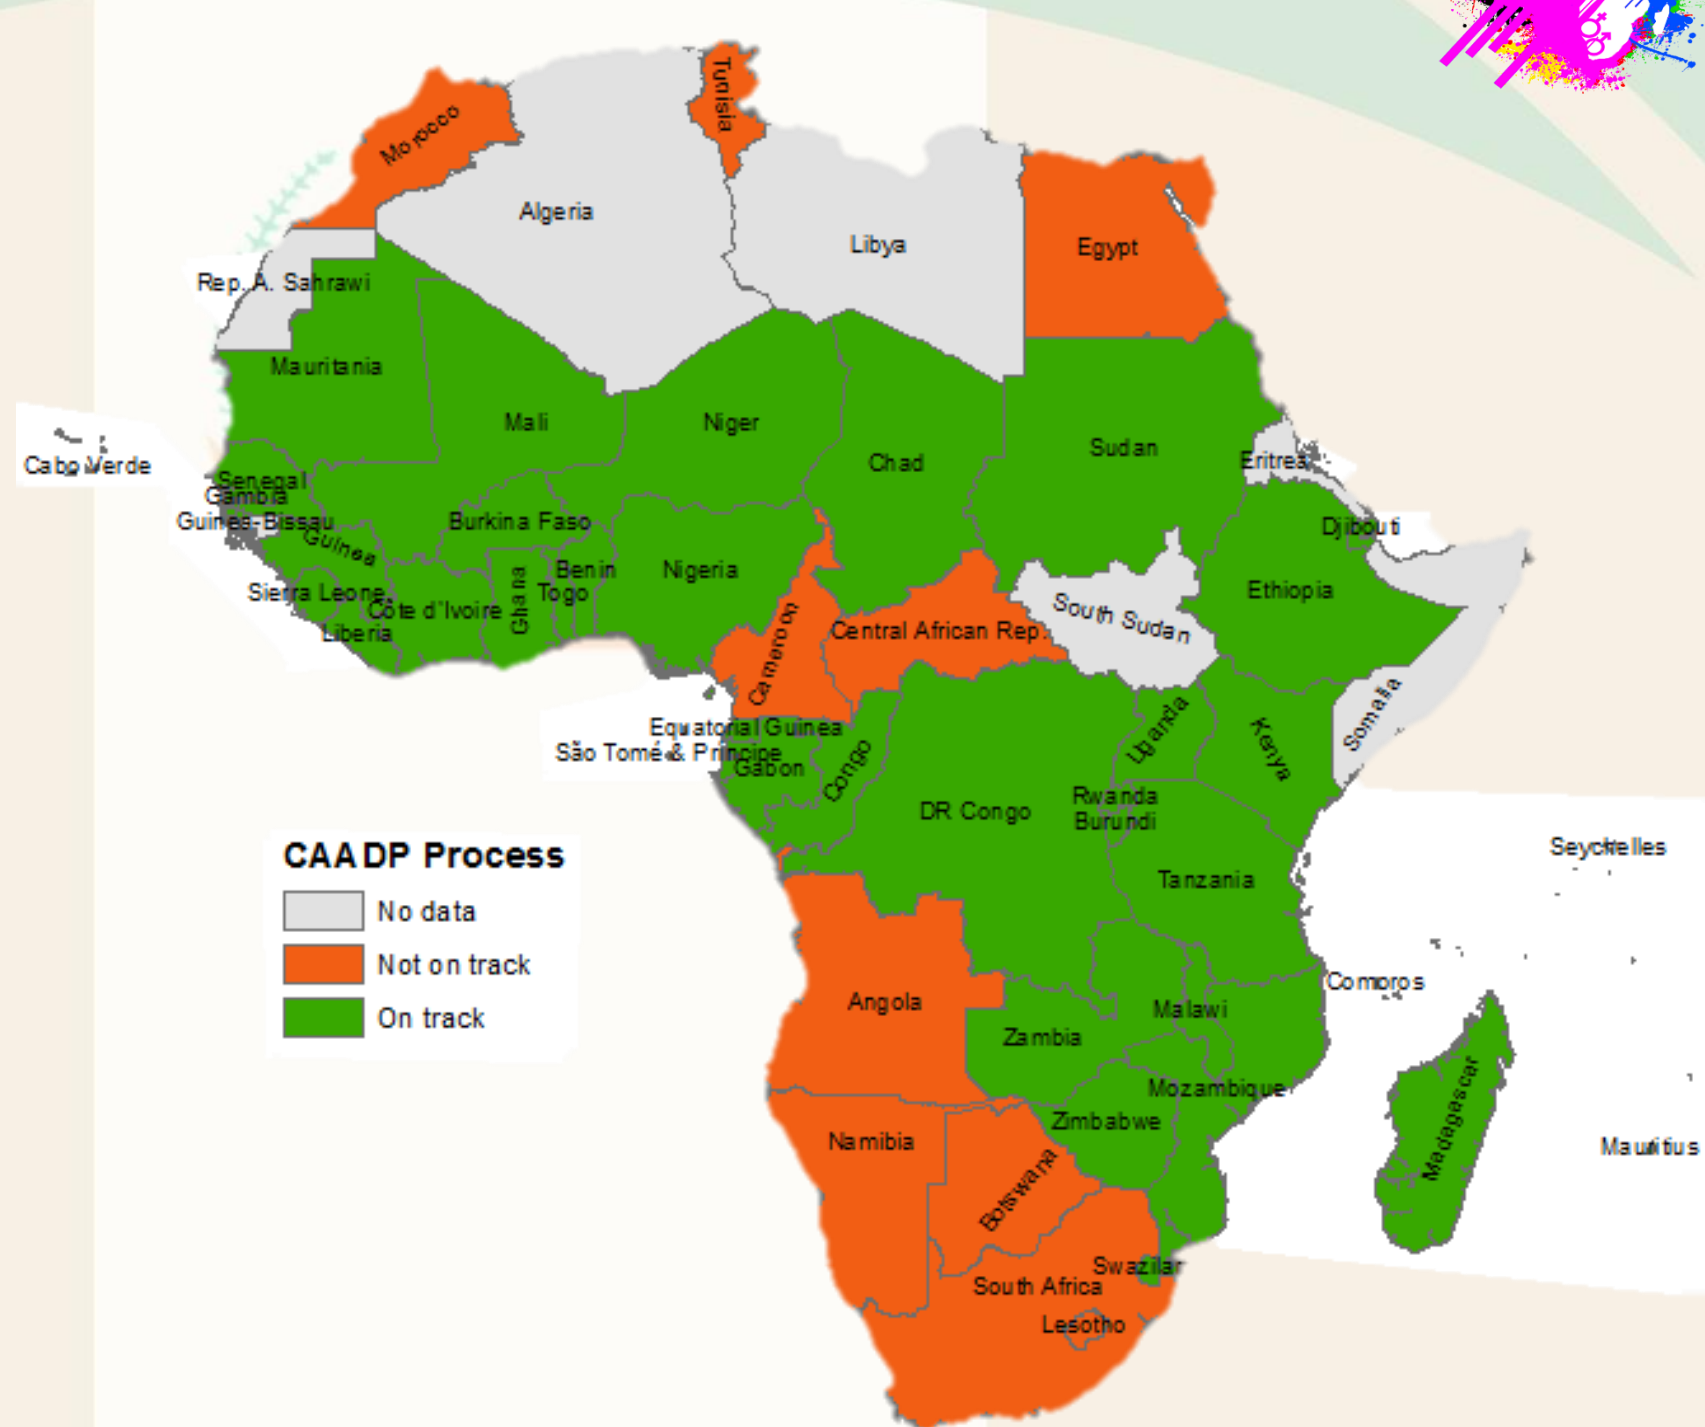 Tunisia
Morocco
Algeria
Libya
Egypt
Rep. A. Sahrawi
Mauritania
Mali
Niger
Chad
Sudan
Eritrea
Cabo Verde
Senegal
Gambia
Guinea-Bissau
Guinea
Burkina Faso
Djibouti
Benin
Nigeria
Togo
Ghana
Sierra Leone
Côte d'Ivoire
Liberia
Ethiopia
South Sudan
Central African Rep.
Cameroon
Somalia
Equatorial Guinea
São Tomé & Príncipe
Gabon
Congo
Uganda
Kenya
DR Congo
Rwanda
Burundi
Tanzania
Seychelles
CAADP Process
No data
Not on track
On track
Comoros
Angola
Malawi
Zambia
Mozambique
Zimbabwe
Madagascar
Mauritius
Namibia
Botswana
Swazilan
South Africa
Lesotho